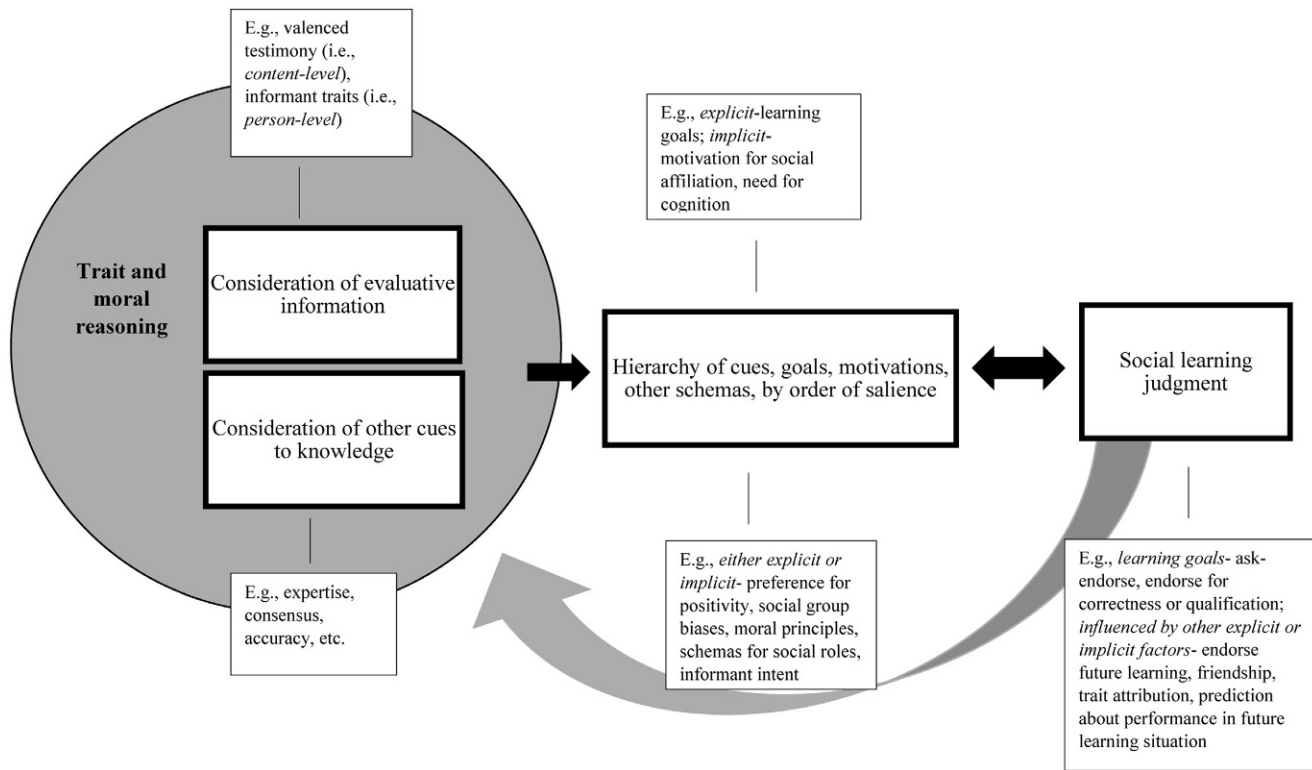 E.g., valenced
testimony (i.e.,
content-level),
informant traits (i.e.,
person-level)
Trait and
moral
reasoning
Consideration of evaluative
information
Consideration of other cues
to knowledge
E.g., expertise,
consensus,
accuracy, etc.
E.g., explicit-learning
goals; implicit-
motivation for social
affiliation, need for
cognition
Hierarchy of cues, goals, motivations,
other schemas, by order of salience
E.g., either explicit or
implicit- preference for
positivity, social group
biases, moral principles,
schemas for social roles,
informant intent
Social learning
judgment
E.g., learning goals- ask-
endorse, endorse for
correctness or qualification;
influenced by other explicit or
implicit factors- endorse
future learning, friendship,
trait attribution, prediction
about performance in future
learning situation